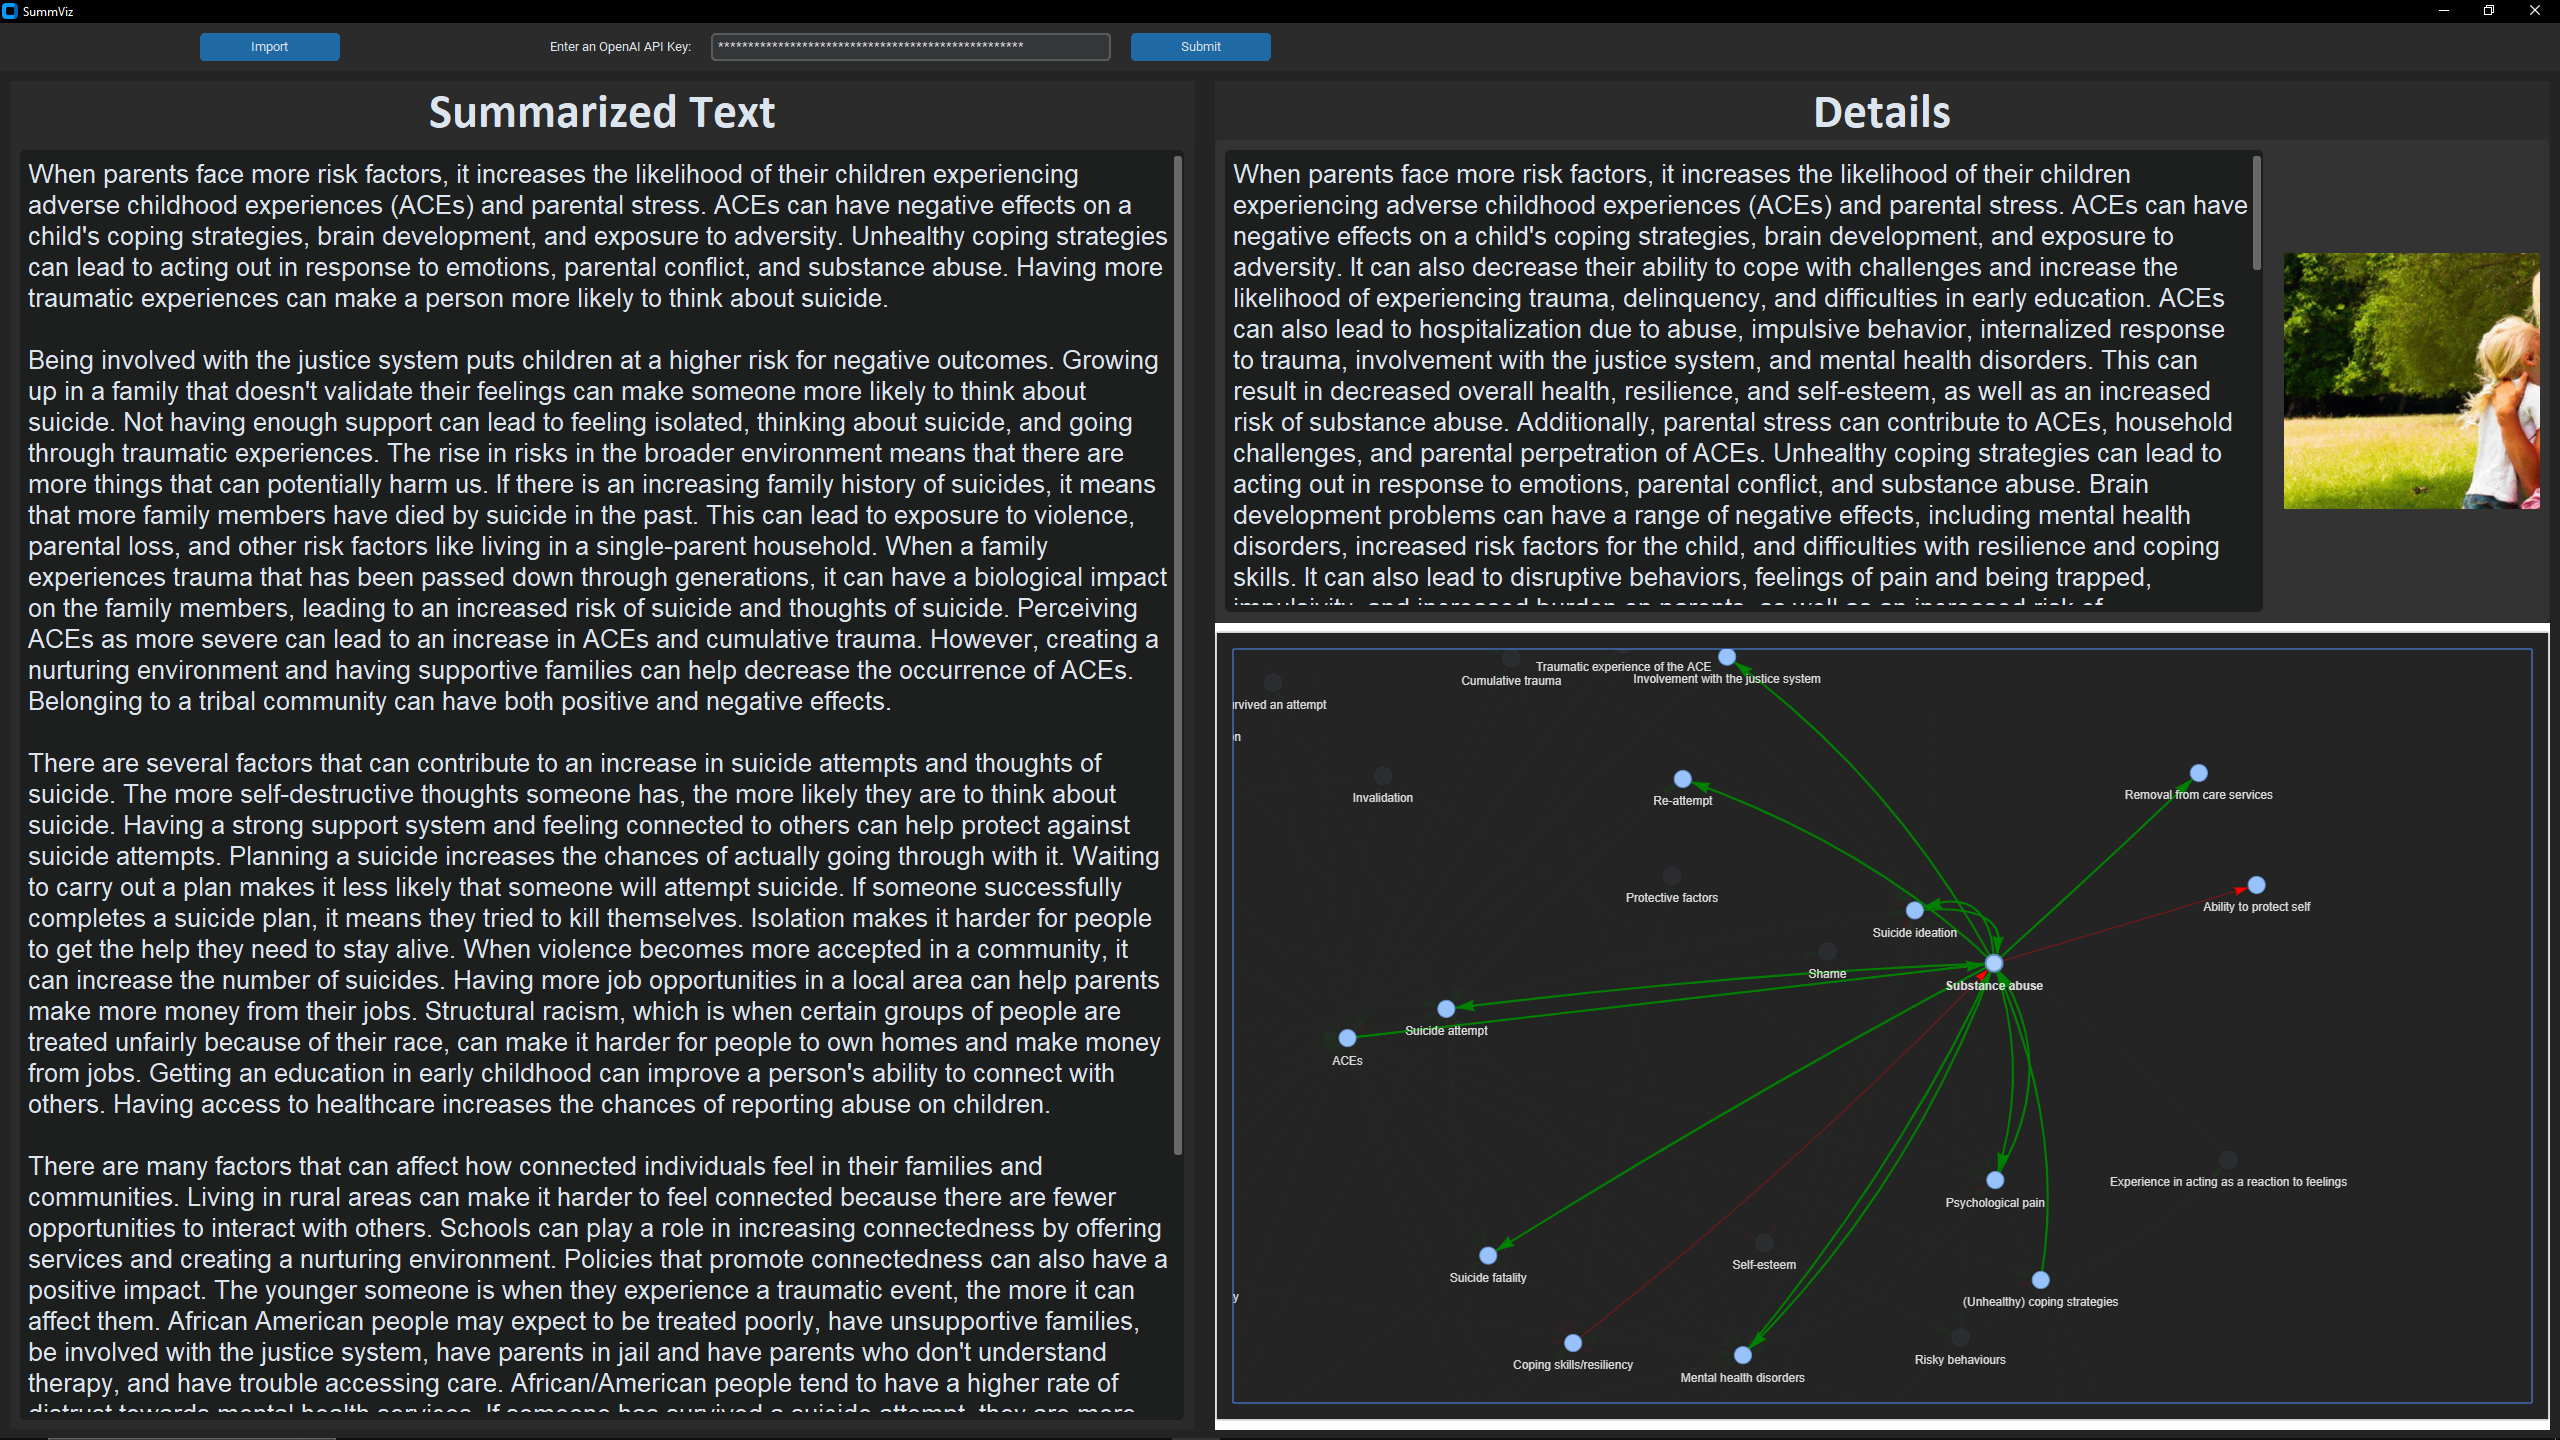 SummViz
Import
Enter an OpenAI API Key:
***************************************************
Submit
Summarized Text
When parents face more risk factors, it increases the likelihood of their children experiencing
adverse childhood experiences (ACEs) and parental stress. ACEs can have negative effects on a
child's coping strategies, brain development, and exposure to adversity. Unhealthy coping strategies
can lead to acting out in response to emotions, parental conflict, and substance abuse. Having more
traumatic experiences can make a person more likely to think about suicide.
Being involved with the justice system puts children at a higher risk for negative outcomes. Growing
up in a family that doesn't validate their feelings can make someone more likely to think about
suicide. Not having enough support can lead to feeling isolated, thinking about suicide, and going
through traumatic experiences. The rise in risks in the broader environment means that there are
more things that can potentially harm us. If there is an increasing family history of suicides, it means
that more family members have died by suicide in the past. This can lead to exposure to violence,
parental loss, and other risk factors like living in a single-parent household. When a family
experiences trauma that has been passed down through generations, it can have a biological impact
on the family members, leading to an increased risk of suicide and thoughts of suicide. Perceiving
ACEs as more severe can lead to an increase in ACEs and cumulative trauma. However, creating a
nurturing environment and having supportive families can help decrease the occurrence of ACEs.
Belonging to a tribal community can have both positive and negative effects.
There are several factors that can contribute to an increase in suicide attempts and thoughts of
suicide. The more self-destructive thoughts someone has, the more likely they are to think about
suicide. Having a strong support system and feeling connected to others can help protect against
suicide attempts. Planning a suicide increases the chances of actually going through with it. Waiting
to carry out a plan makes it less likely that someone will attempt suicide. If someone successfully
completes a suicide plan, it means they tried to kill themselves. Isolation makes it harder for people
to get the help they need to stay alive. When violence becomes more accepted in a community, it
can increase the number of suicides. Having more job opportunities in a local area can help parents
make more money from their jobs. Structural racism, which is when certain groups of people are
treated unfairly because of their race, can make it harder for people to own homes and make money
from jobs. Getting an education in early childhood can improve a person's ability to connect with
others. Having access to healthcare increases the chances of reporting abuse on children.
There are many factors that can affect how connected individuals feel in their families and
communities. Living in rural areas can make it harder to feel connected because there are fewer
opportunities to interact with others. Schools can play a role in increasing connectedness by offering
services and creating a nurturing environment. Policies that promote connectedness can also have a
positive impact. The younger someone is when they experience a traumatic event, the more it can
affect them. African American people may expect to be treated poorly, have unsupportive families,
be involved with the justice system, have parents in jail and have parents who don't understand
therapy, and have trouble accessing care. African/American people tend to have a higher rate of
distrust towards mental health services. If someone has survived a suicide attempt, they are more
Details
When parents face more risk factors, it increases the likelihood of their children
experiencing adverse childhood experiences (ACEs) and parental stress. ACEs can have
negative effects on a child's coping strategies, brain development, and exposure to
adversity. It can also decrease their ability to cope with challenges and increase the
likelihood of experiencing trauma, delinquency, and difficulties in early education. ACEs
can also lead to hospitalization due to abuse, impulsive behavior, internalized response
to trauma, involvement with the justice system, and mental health disorders. This can
result in decreased overall health, resilience, and self-esteem, as well as an increased
risk of substance abuse. Additionally, parental stress can contribute to ACEs, household
challenges, and parental perpetration of ACEs. Unhealthy coping strategies can lead to
acting out in response to emotions, parental conflict, and substance abuse. Brain
development problems can have a range of negative effects, including mental health
disorders, increased risk factors for the child, and difficulties with resilience and coping
skills. It can also lead to disruptive behaviors, feelings of pain and being trapped,
impulsivity, and increased burden on parents, as well as an increased risk of
Traumatic experience of the ACE
Cumulative trauma
Involvement with the justice system
rvived an attempt
n
Invalidation
Re-attempt
Removal from care services
Protective factors
Ability to protect self
Suicide ideation
Shame
Substance abuse
Suicide attempt
ACEs
Experience in acting as a reaction to feelings
Psychological pain
Self-esteem
Suicide fatality
y
(Unhealthy) coping strategies
Risky behaviours
Coping skills/resiliency
Mental health disorders